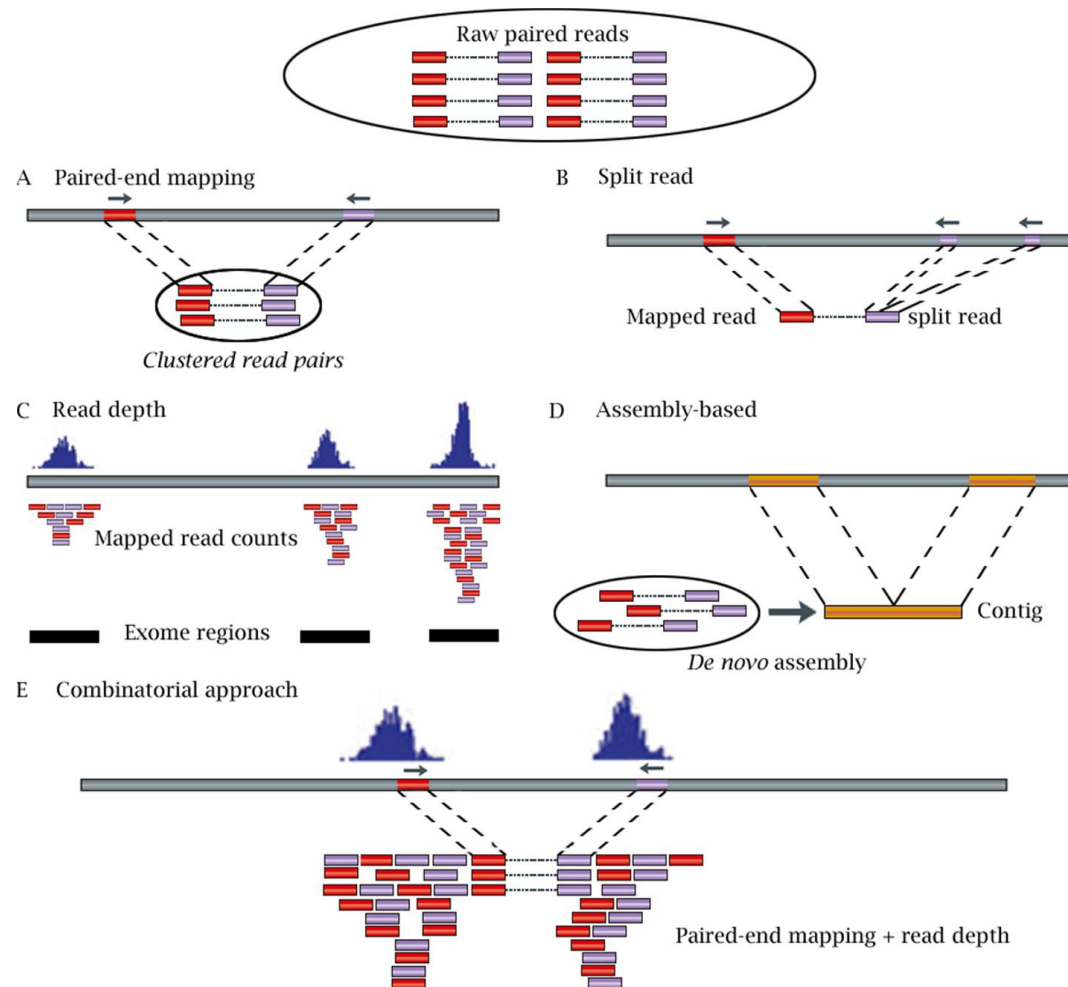 Raw paired reads
A Paired-end mapping
Clustered read pairs
B Split read
Mapped read
split read
C Read depth
Mapped read counts
Exome regions
D Assembly-based
Contig
De novo assembly
E Combinatorial approach
Paired-end mapping + read depth